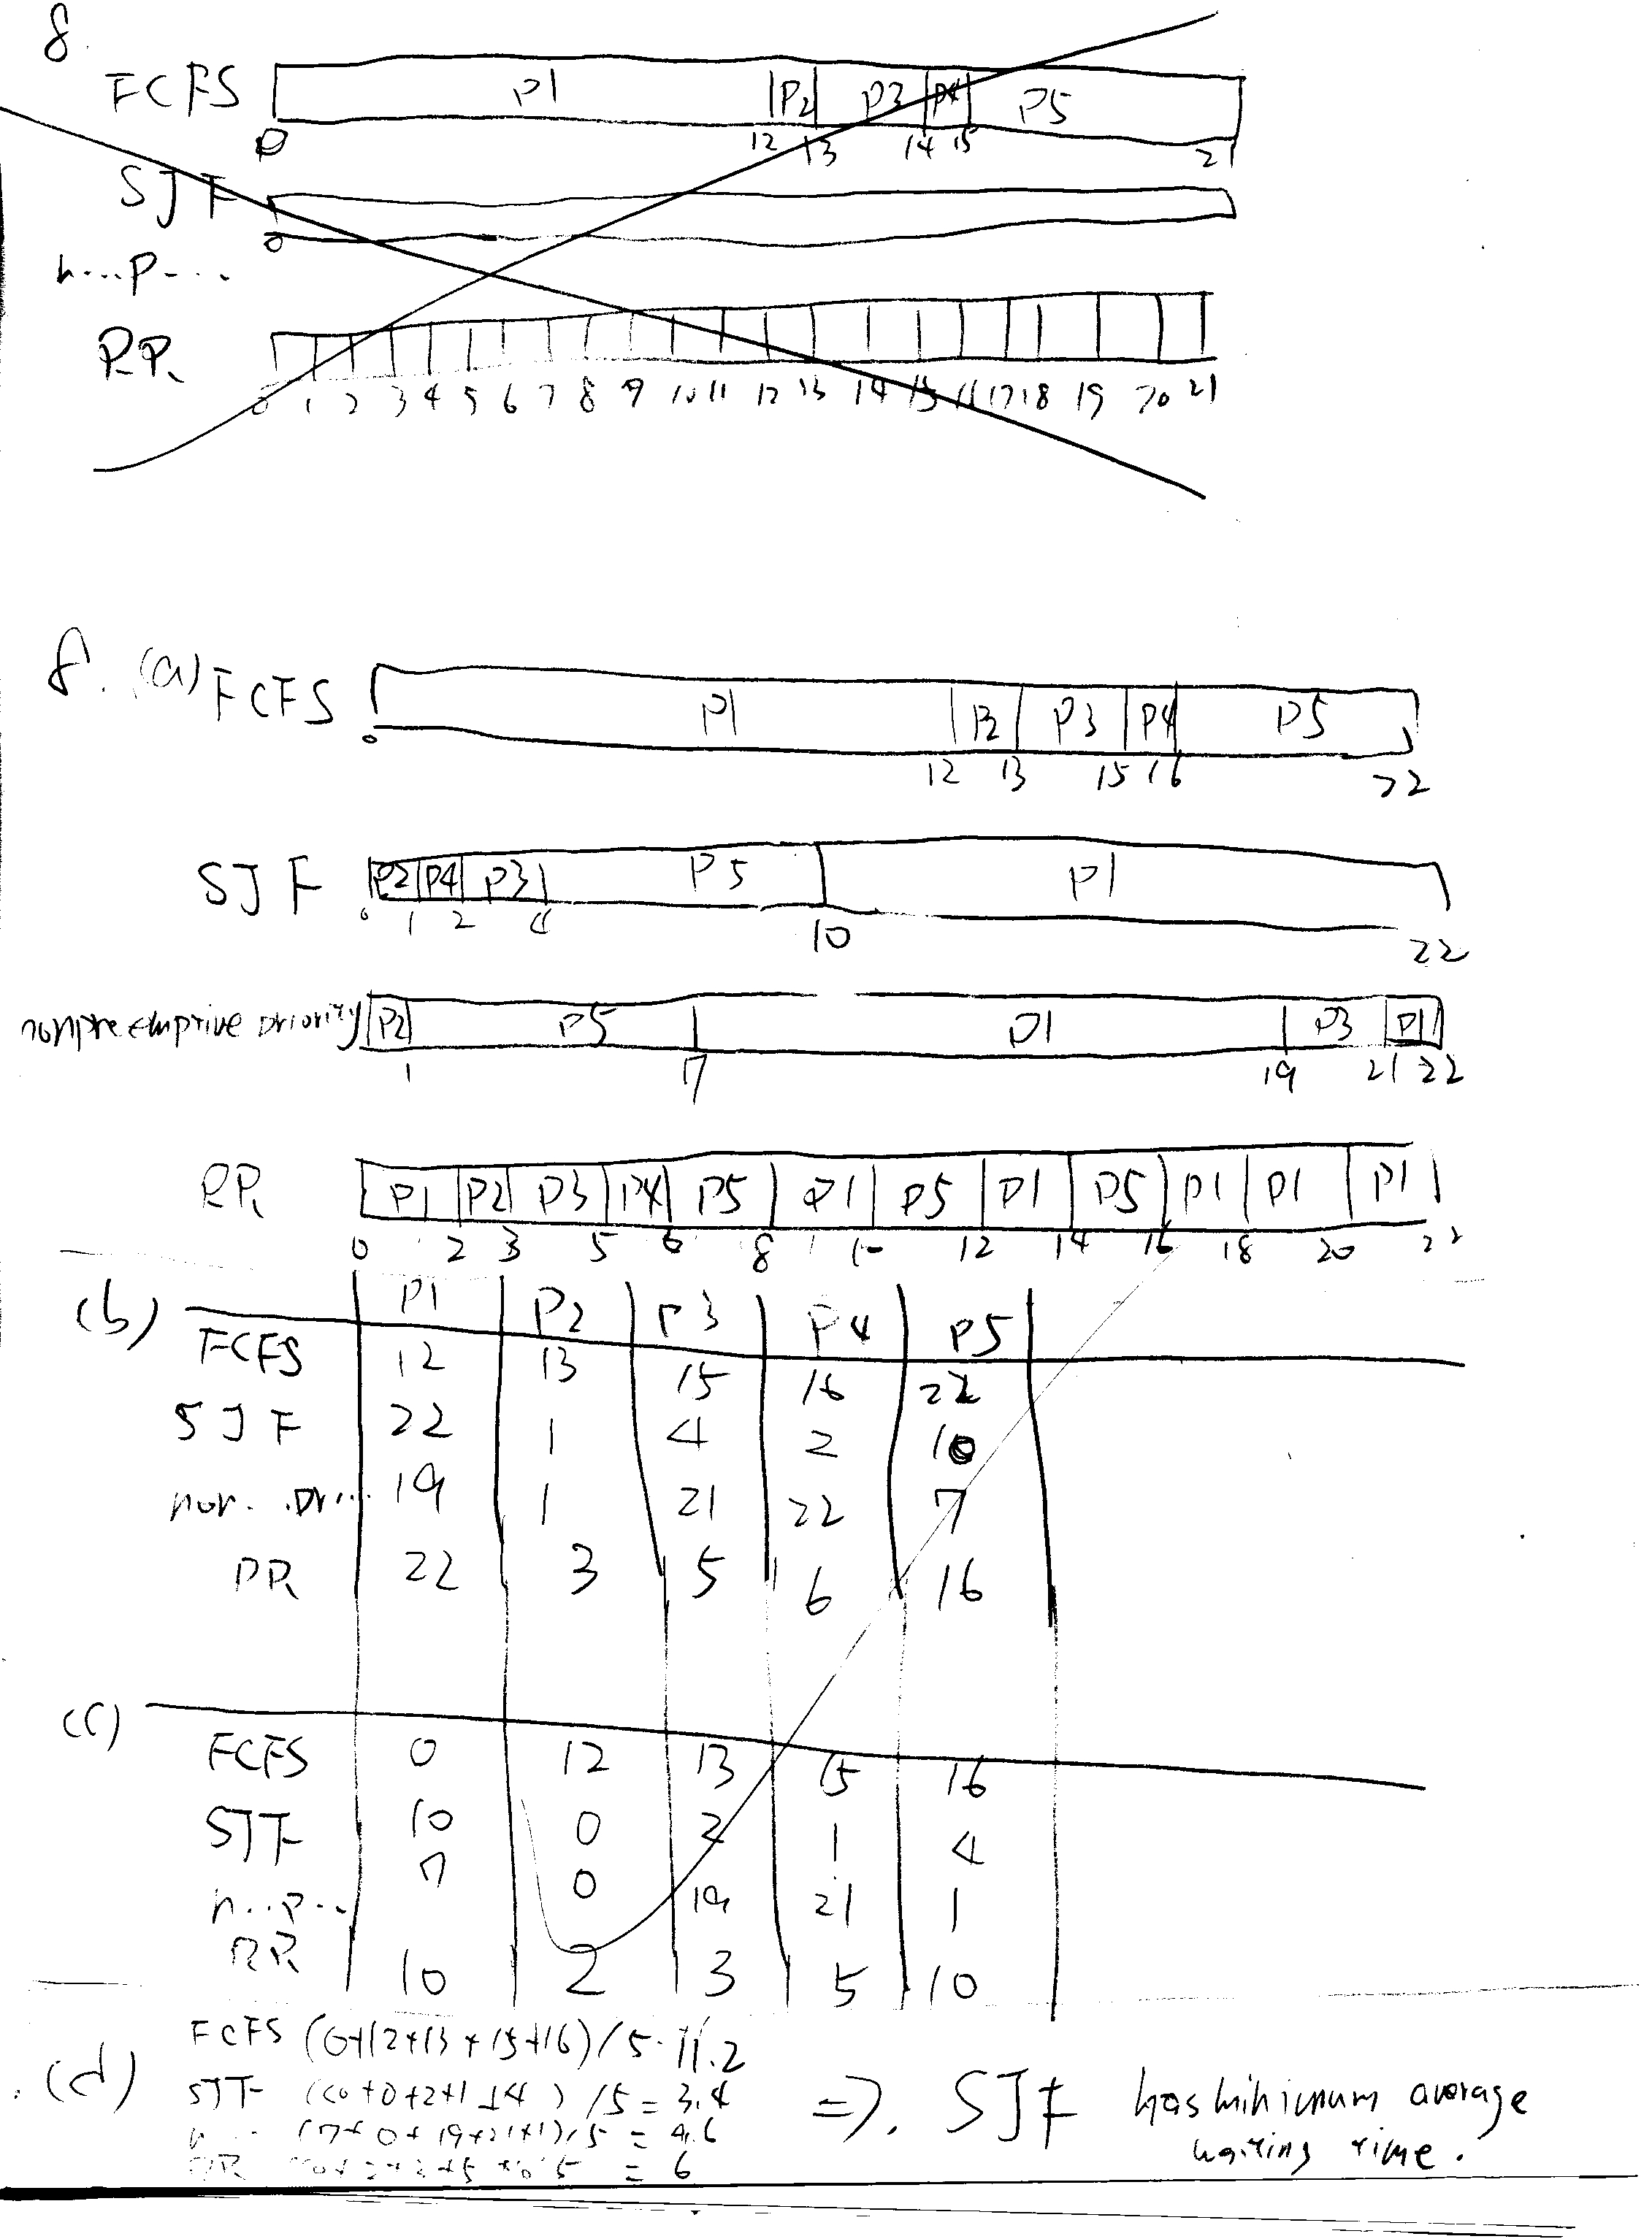 8.
FCFS P1 P2 P3 P4 P5
0 12 13 14 15 21
SJF
0
n...p-...
RR
0 1 2 3 4 5 6 7 8 9 10 11 12 13 14 15 16 17 18 19 20 21
8. (a) FCFS P1 P2 P3 P4 P5
0 12 13 15 16 22
SJF P2 P4 P3 P5 P1
0 1 2 4 10 22
nonpreemptive priority P2 P5 P1 P3 P1
1 17 19 21 22
RR P1 P2 P3 P4 P5 P1 P5 P1 P5 P1 P1 P1
0 2 3 5 6 8 10 12 14 16 18 20 22
(b) P1 P2 P3 P4 P5
FCFS 12 13 15 16 22
SJF 22 1 4 2 10
non. .pr... 19 1 21 22 7
RR 22 3 5 6 16
(c)
FCFS 0 12 13 15 16
SJF 10 0 2 1 4
n..p... 7 0 19 21 1
RR 10 2 3 5 10
(d)
FCFS (0+12+13+15+16)/5=11.2
SJF (10+0+2+1+4)/5=3.4
n... (7+0+19+21+1)/5 = 4.6
RR = 6
=>. SJF has minimum average
waiting time.